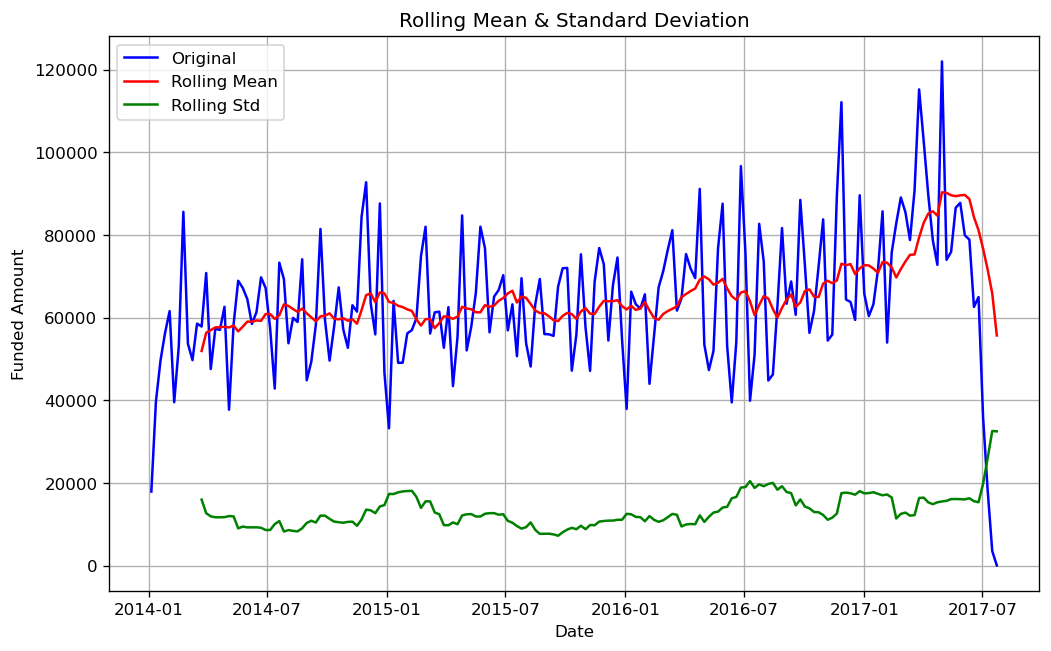 Rolling Mean & Standard Deviation
Original
Rolling Mean
Rolling Std
Funded Amount
120000
100000
80000
60000
40000
20000
0
2014-01 2014-07 2015-01 2015-07 2016-01 2016-07 2017-01 2017-07
Date